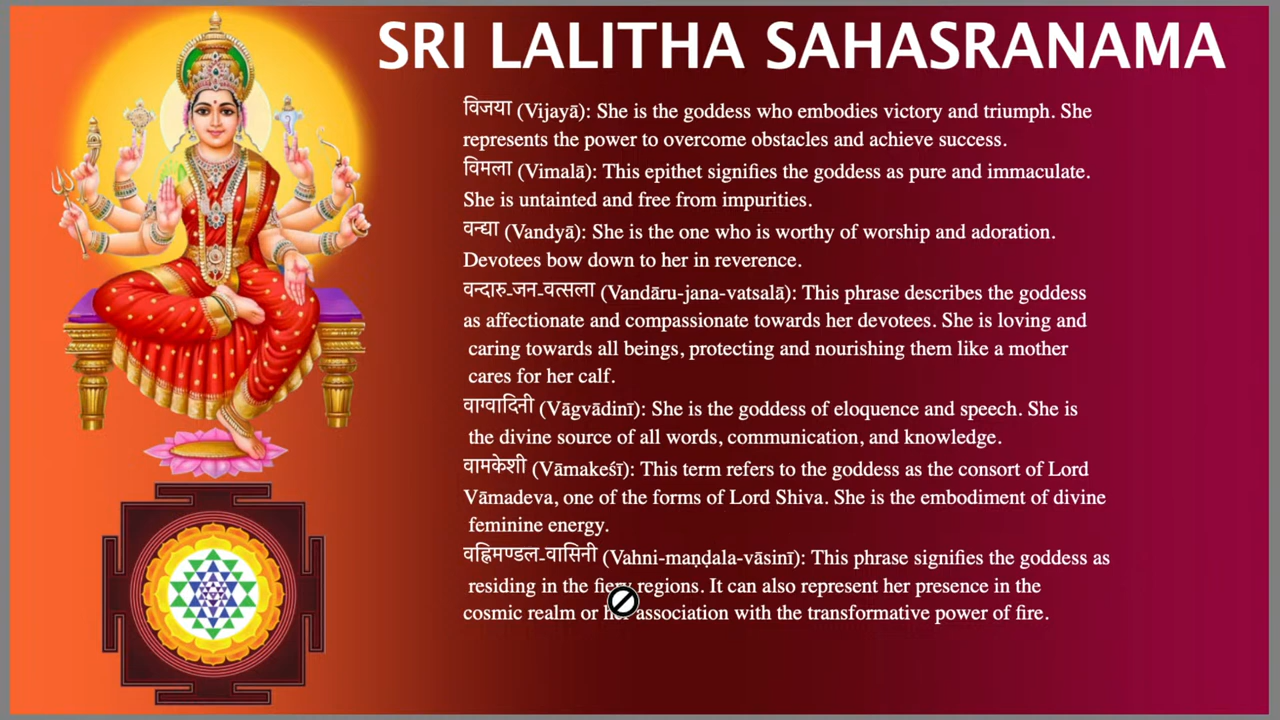 SRI LALITHA SAHASRANAMA
विजया (Vijayā): She is the goddess who embodies victory and triumph. She
represents the power to overcome obstacles and achieve success.
विमला (Vimalā): This epithet signifies the goddess as pure and immaculate.
She is untainted and free from impurities.
वन्द्या (Vandyā): She is the one who is worthy of worship and adoration.
Devotees bow down to her in reverence.
वन्दारु-जन-वत्सला (Vandāru-jana-vatsalā): This phrase describes the goddess
as affectionate and compassionate towards her devotees. She is loving and
caring towards all beings, protecting and nourishing them like a mother
cares for her calf.
वाग्वादिनी (Vāgvādinī): She is the goddess of eloquence and speech. She is
the divine source of all words, communication, and knowledge.
वामकेशी (Vāmakeśī): This term refers to the goddess as the consort of Lord
Vāmadeva, one of the forms of Lord Shiva. She is the embodiment of divine
feminine energy.
वह्निमण्डल-वासिनी (Vahni-maṇḍala-vāsinī): This phrase signifies the goddess as
residing in the fiery regions. It can also represent her presence in the
cosmic realm or her association with the transformative power of fire.